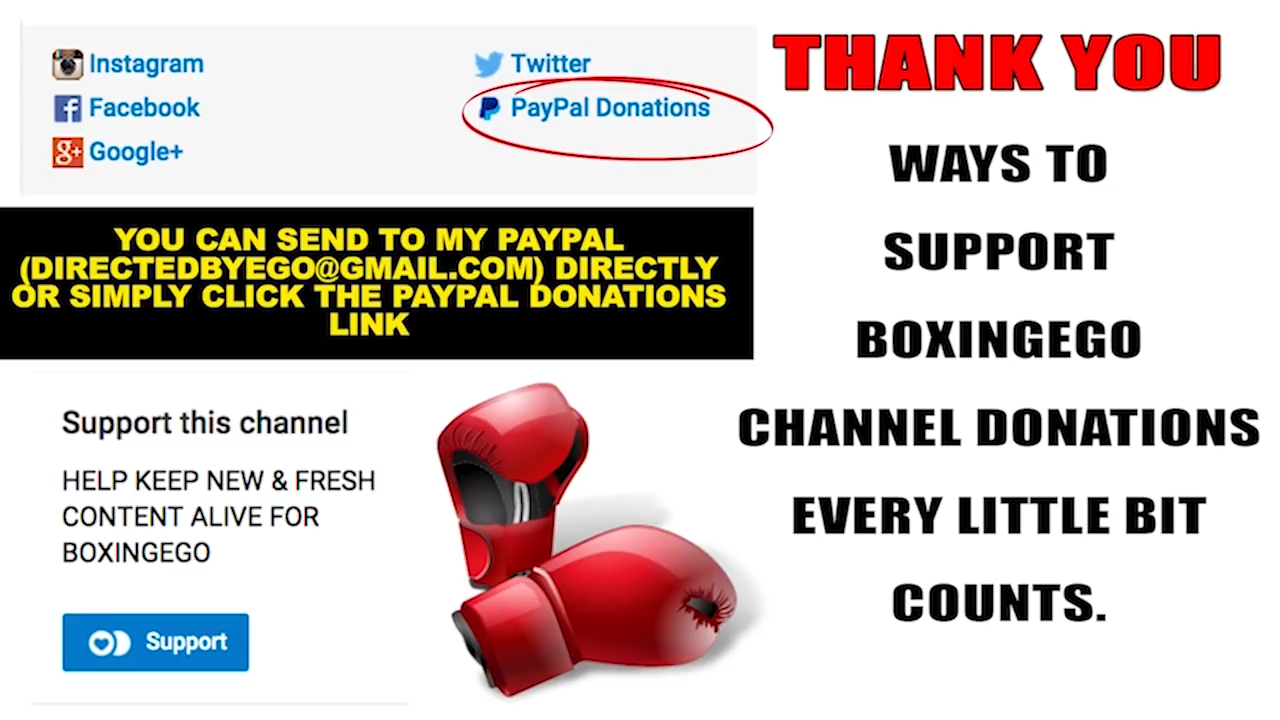 Instagram
Twitter
Facebook
PayPal Donations
Google+
YOU CAN SEND TO MY PAYPAL
(DIRECTEDBYEGO@GMAIL.COM) DIRECTLY
OR SIMPLY CLICK THE PAYPAL DONATIONS
LINK
Support this channel
HELP KEEP NEW & FRESH
CONTENT ALIVE FOR
BOXINGEGO
Support
THANK YOU
WAYS TO
SUPPORT
BOXINGEGO
CHANNEL DONATIONS
EVERY LITTLE BIT
COUNTS.